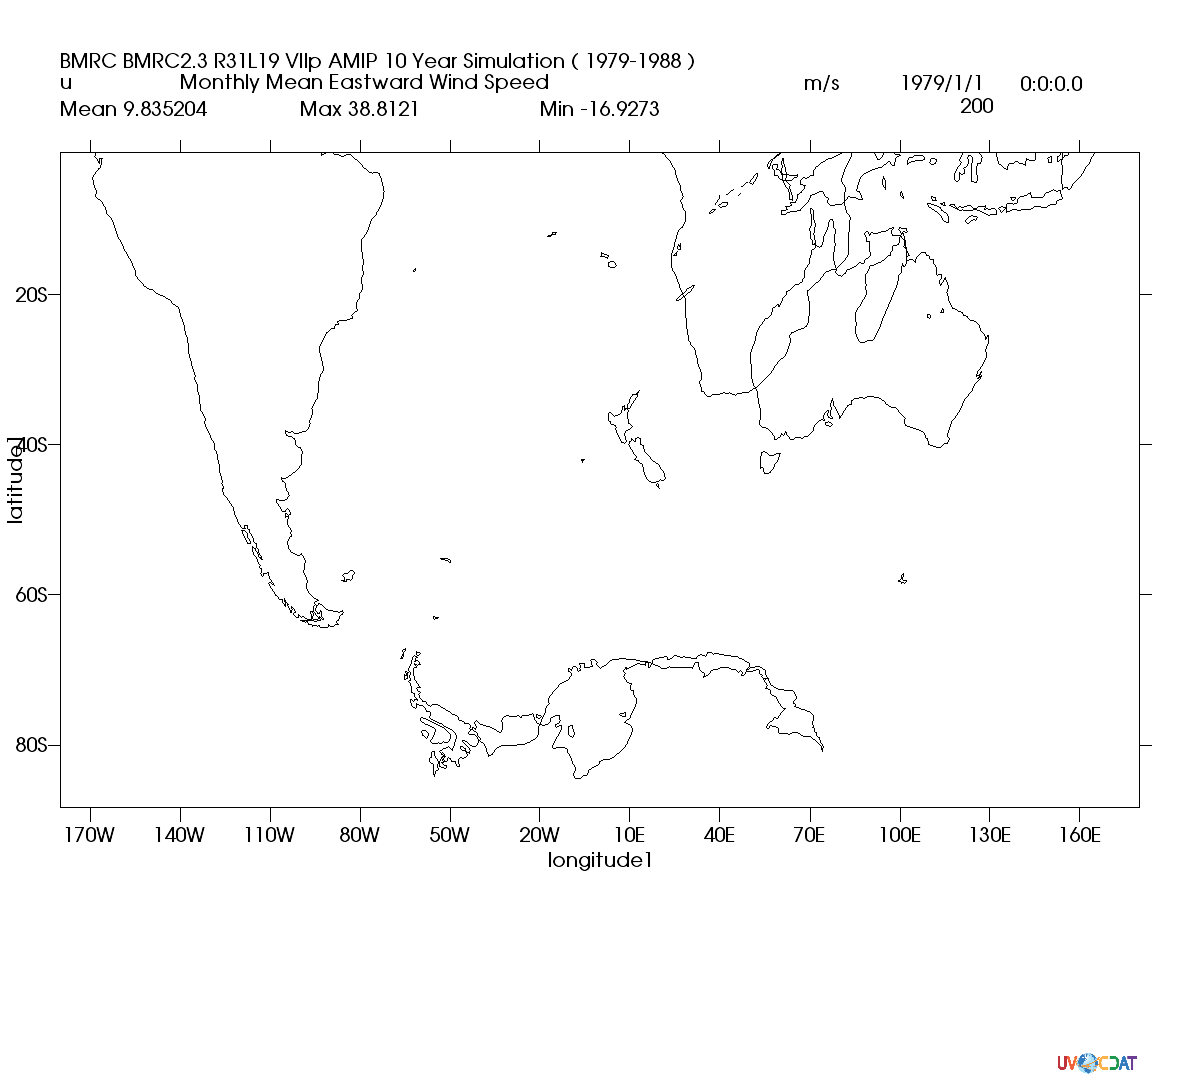 BMRC BMRC2.3 R31L19 VIIp AMIP 10 Year Simulation ( 1979-1988 )
u Monthly Mean Eastward Wind Speed m/s 1979/1/1 0:0:0.0
Mean 9.835204 Max 38.8121 Min -16.9273 200
20S
40S
60S
80S
latitude1
170W 140W 110W 80W 50W 20W 10E 40E 70E 100E 130E 160E
longitude1
UV CDAT